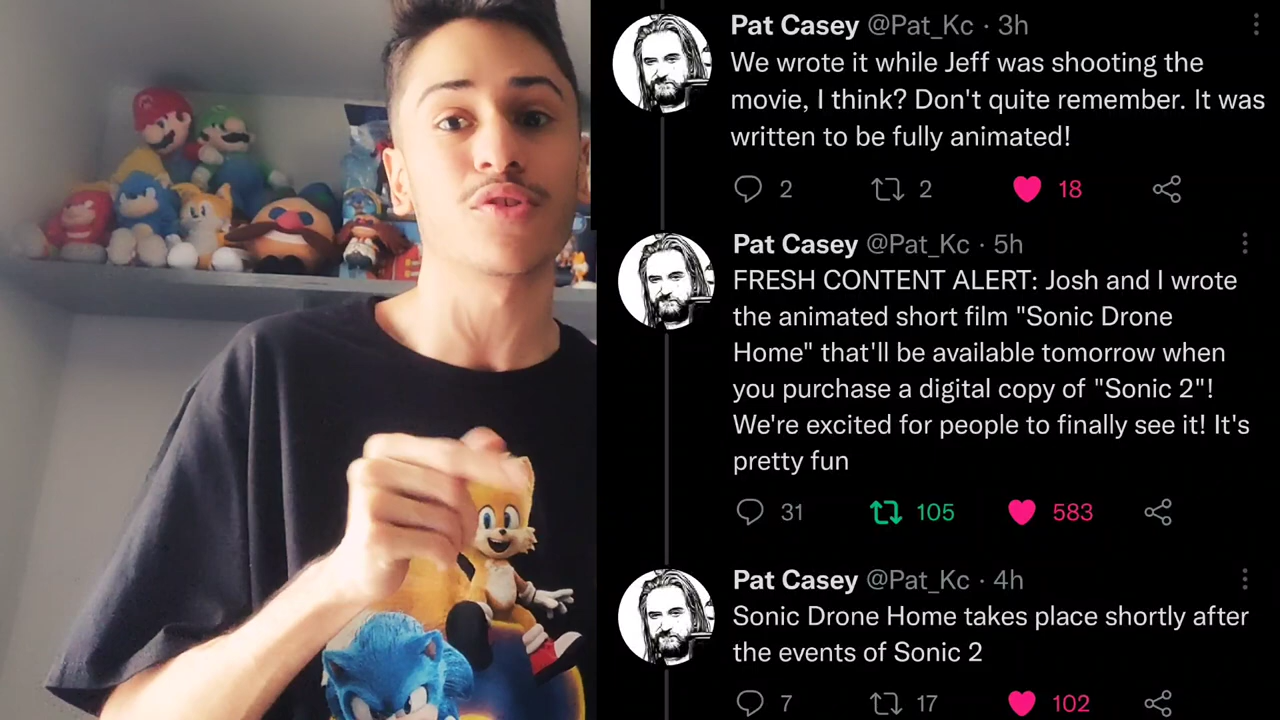 Pat Casey @Pat_Kc · 3h
We wrote it while Jeff was shooting the
movie, I think? Don't quite remember. It was
written to be fully animated!
2 2 18
Pat Casey @Pat_Kc · 5h
FRESH CONTENT ALERT: Josh and I wrote
the animated short film "Sonic Drone
Home" that'll be available tomorrow when
you purchase a digital copy of "Sonic 2"!
We're excited for people to finally see it! It's
pretty fun
31 105 583
Pat Casey @Pat_Kc · 4h
Sonic Drone Home takes place shortly after
the events of Sonic 2
7 17 102